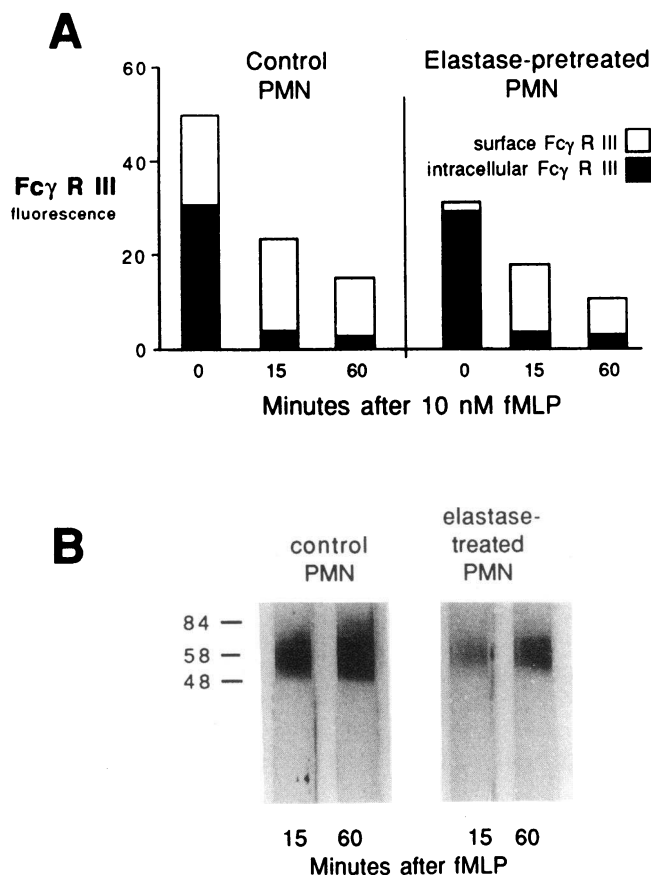 A
Control
PMN
Elastase-pretreated
PMN
surface Fcγ R III
intracellular Fcγ R III
Fcγ R III
fluorescence
60
40
20
0
0 15 60 0 15 60
Minutes after 10 nM fMLP
B
control
PMN
elastase-
treated
PMN
84
58
48
15 60 15 60
Minutes after fMLP